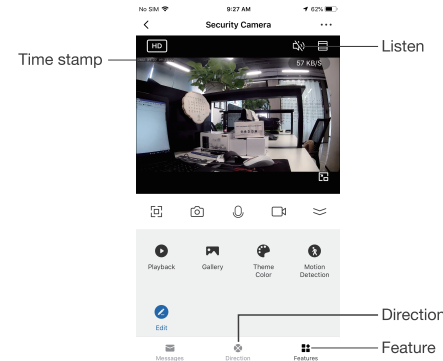 No SIM 9:27 AM 62%
Security Camera
HD
Listen
Time stamp
57 KB/S
Playback Gallery Theme Color Motion Detection
Edit
Direction
Feature
Messages Direction Features